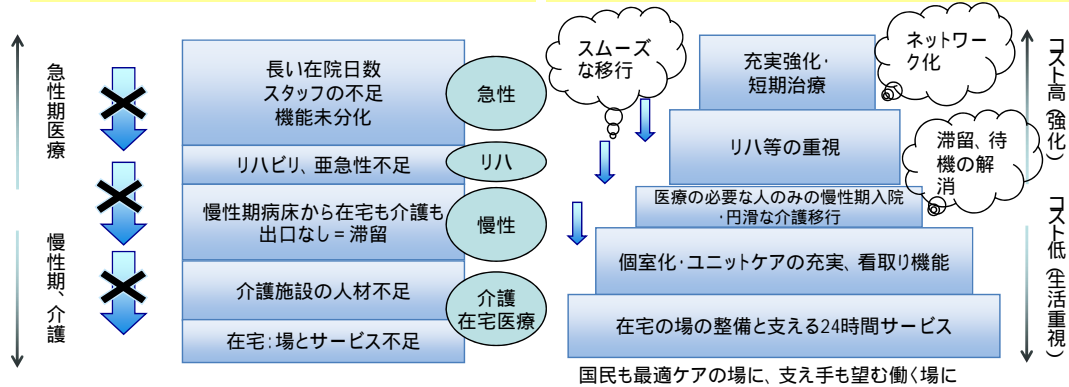 急性期医療
慢性期、介護
長い在院日数
スタッフの不足
機能未分化
リハビリ、亜急性不足
慢性期病床から在宅も介護も
出口なし=滞留
介護施設の人材不足
在宅:場とサービス不足
急性
リハ
慢性
介護
在宅医療
スムーズ
な移行
ネットワー
ク化
滞留、待
機の解
消
充実強化・
短期治療
リハ等の重視
医療の必要な人のみの慢性期入院
・円滑な介護移行
個室化・ユニットケアの充実、看取り機能
在宅の場の整備と支える24時間サービス
コスト高(強化)
コスト低(生活重視)
国民も最適ケアの場に、支え手も望む働く場に